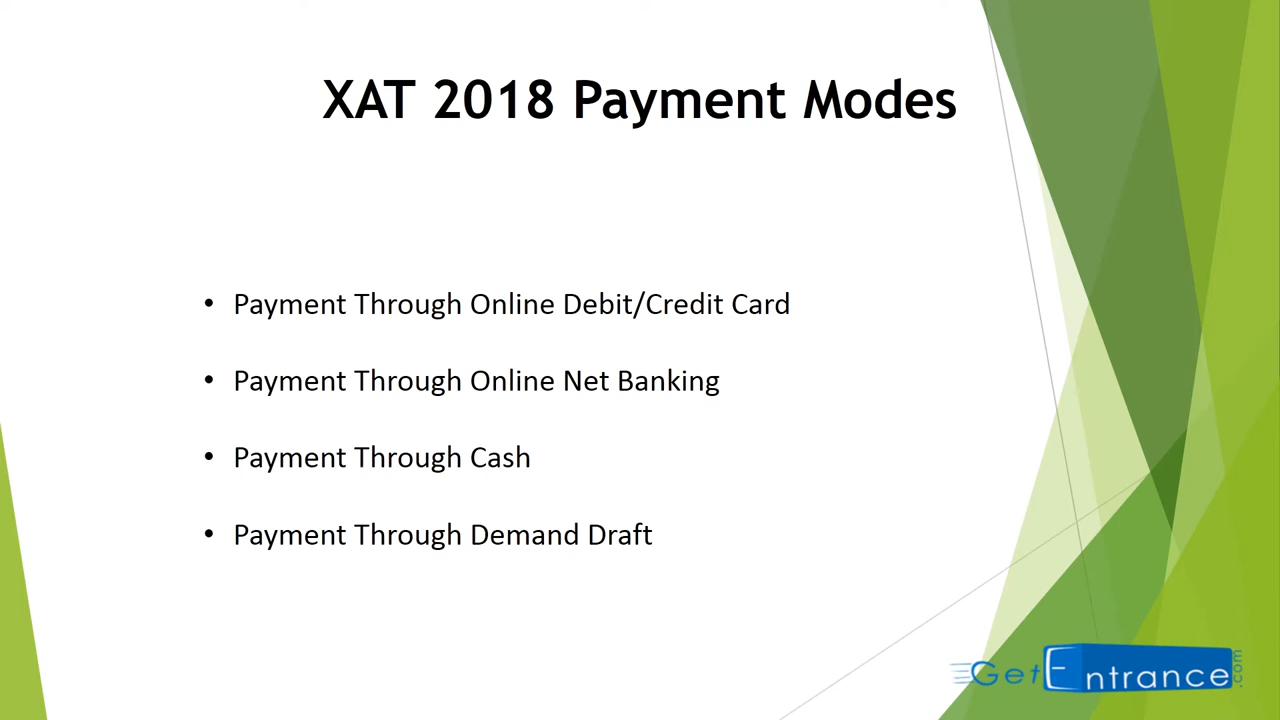 XAT 2018 Payment Modes
• Payment Through Online Debit/Credit Card
• Payment Through Online Net Banking
• Payment Through Cash
• Payment Through Demand Draft
GetEntrance.com